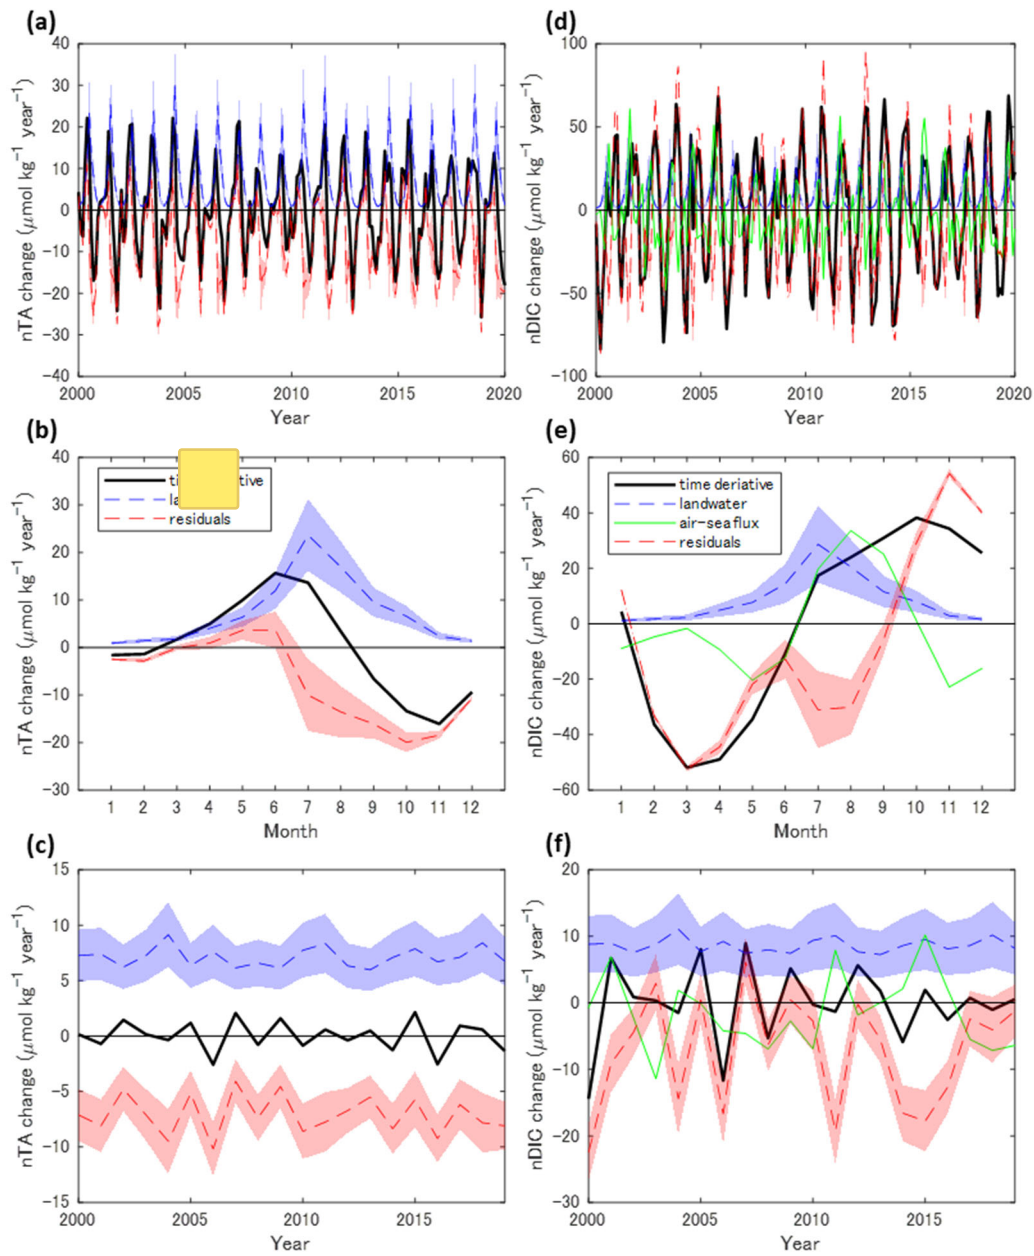 (a)
40
30
20
10
0
-10
-20
-30
-40
nTA change (μmol kg⁻¹ year⁻¹)
2000 2005 2010 2015 2020
Year
(d)
100
50
0
-50
-100
nDIC change (μmol kg⁻¹ year⁻¹)
2000 2005 2010 2015 2020
Year
(b)
40
30
20
10
0
-10
-20
-30
nTA change (μmol kg⁻¹ year⁻¹)
residuals
1 2 3 4 5 6 7 8 9 10 11 12
Month
(e)
60
40
20
0
-20
-40
-60
nDIC change (μmol kg⁻¹ year⁻¹)
time deriative
landwater
air-sea flux
residuals
1 2 3 4 5 6 7 8 9 10 11 12
Month
(c)
15
10
5
0
-5
-10
-15
nTA change (μmol kg⁻¹ year⁻¹)
2000 2005 2010 2015
Year
(f)
20
10
0
-10
-20
-30
nDIC change (μmol kg⁻¹ year⁻¹)
2000 2005 2010 2015
Year